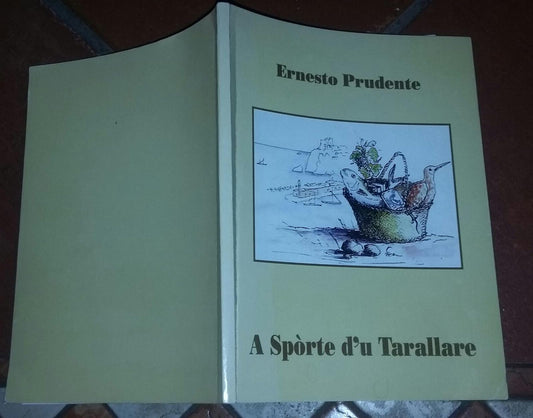 Ernesto Prudente
A Spòrte d'u Tarallare